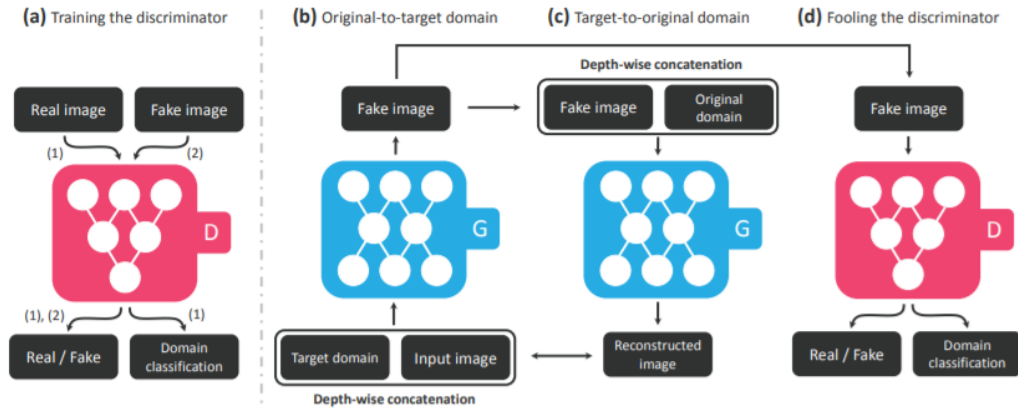 (a) Training the discriminator
(b) Original-to-target domain
(c) Target-to-original domain
(d) Fooling the discriminator
Real image
Fake image
(1)
(2)
D
(1), (2)
(1)
Real / Fake
Domain
classification
Fake image
G
Target domain
Input image
Depth-wise concatenation
Depth-wise concatenation
Fake image
Original
domain
G
Reconstructed
image
Fake image
D
Real / Fake
Domain
classification